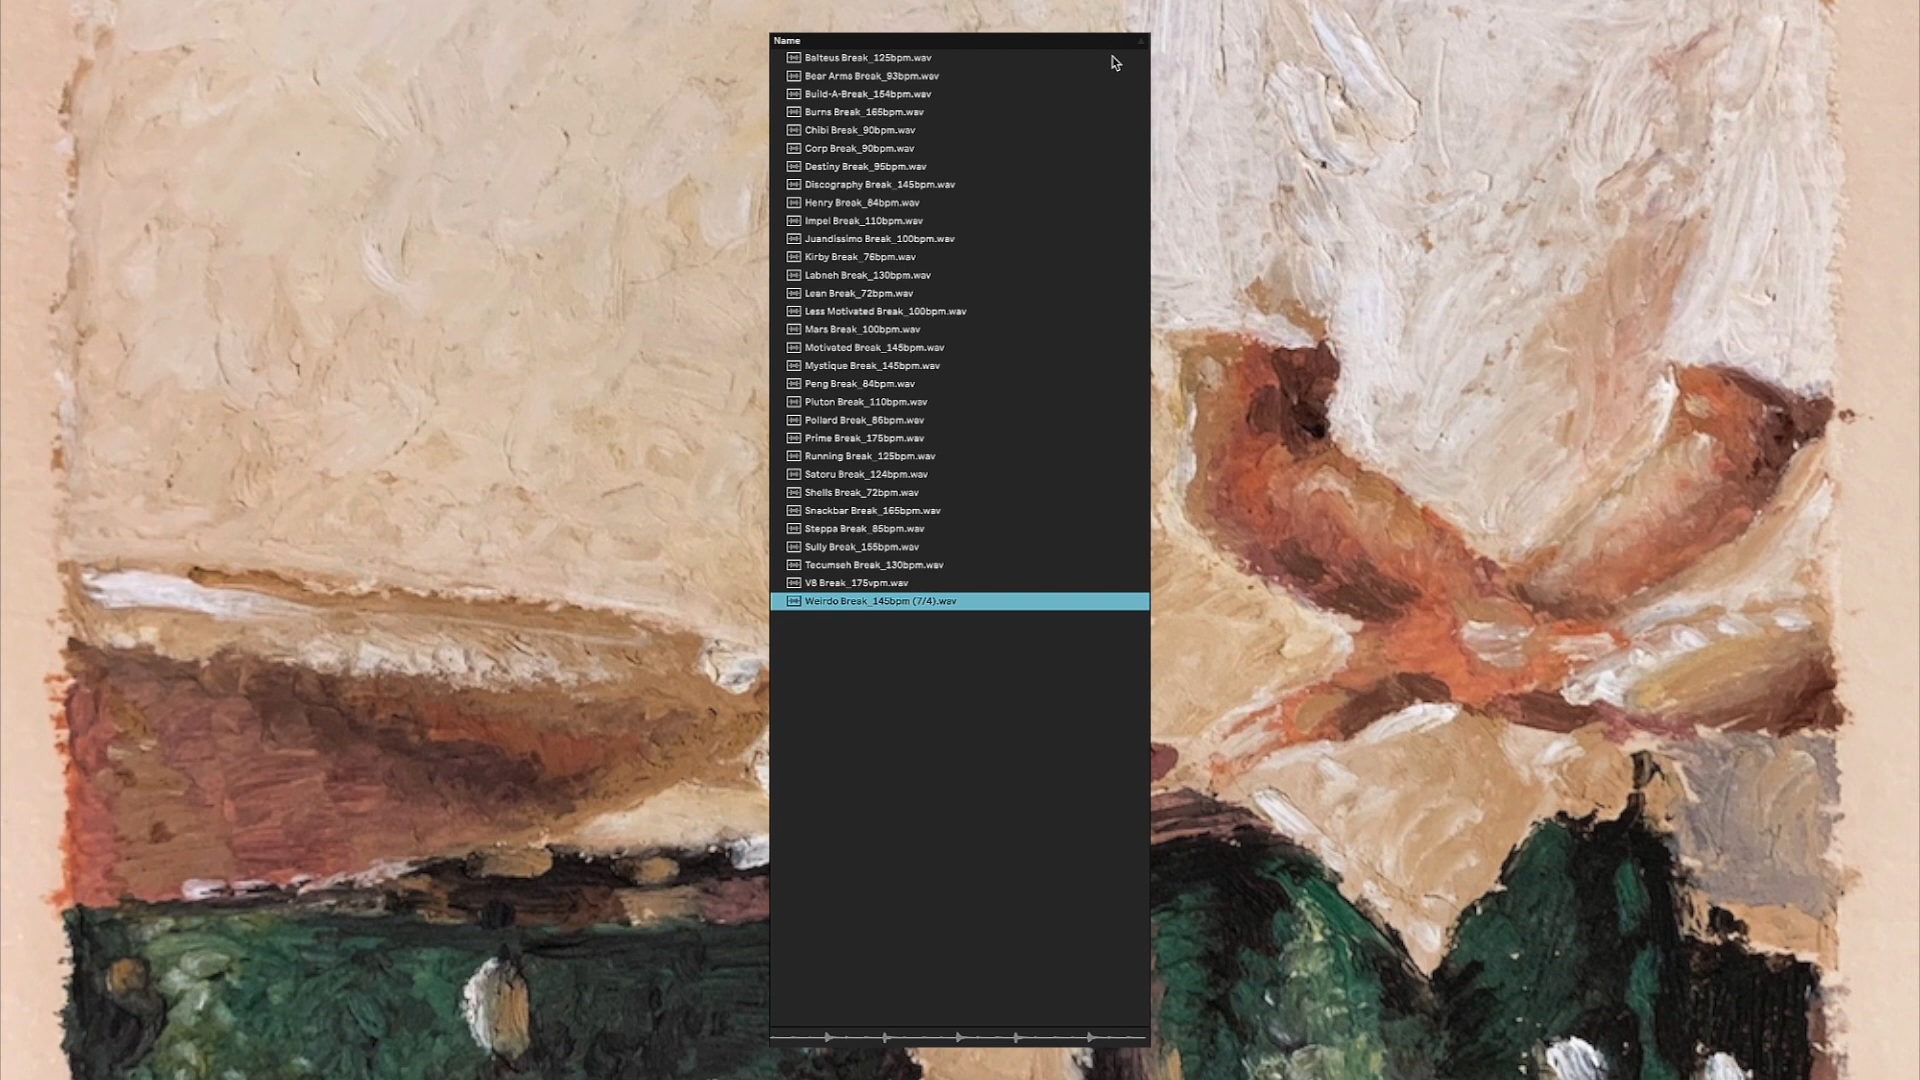 Name
Balteus Break_125bpm.wav
Bear Arms Break_93bpm.wav
Build-A-Break_154bpm.wav
Burns Break_165bpm.wav
Chibi Break_90bpm.wav
Corp Break_90bpm.wav
Destiny Break_95bpm.wav
Discography Break_145bpm.wav
Henry Break_84bpm.wav
Impel Break_110bpm.wav
Juandissimo Break_100bpm.wav
Kirby Break_76bpm.wav
Labneh Break_130bpm.wav
Lean Break_72bpm.wav
Less Motivated Break_100bpm.wav
Mars Break_100bpm.wav
Motivated Break_145bpm.wav
Mystique Break_145bpm.wav
Peng Break_84bpm.wav
Pluton Break_110bpm.wav
Pollard Break_86bpm.wav
Prime Break_175bpm.wav
Running Break_125bpm.wav
Satoru Break_124bpm.wav
Shells Break_72bpm.wav
Snackbar Break_165bpm.wav
Steppa Break_85bpm.wav
Sully Break_155bpm.wav
Tecumseh Break_130bpm.wav
V8 Break_175vpm.wav
Weirdo Break_145bpm (7/4).wav